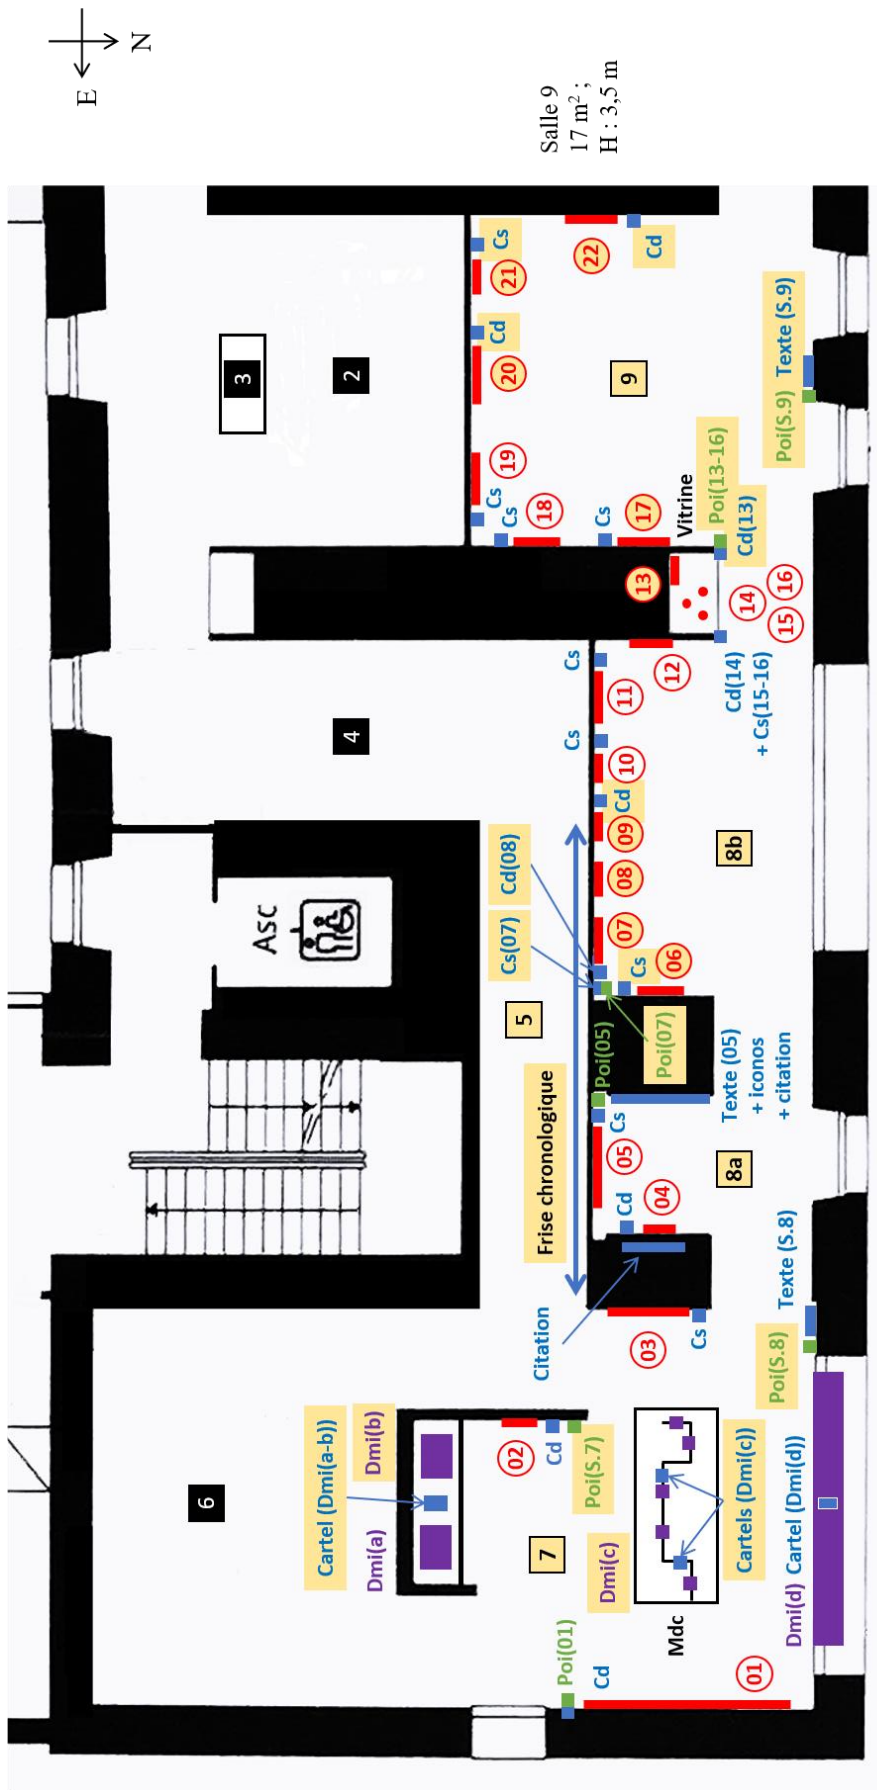 E
N
Salle 9
17 m² ;
H : 3,5 m
3
2
Cs
21
Cd
20
19
Cs
Cs
18
Cs
17
22
Cd
9
Poi(S.9)
Texte (S.9)
Vitrine
Poi(13-16)
Cd(13)
13
14
15
16
Cd(14)
+ Cs(15-16)
12
4
Cs
11
Cs
10
Cd
09
08
07
Cd(08)
Cs(07)
Cs
06
8b
Asc
5
Frise chronologique
Poi(05)
Poi(07)
Cs
05
Texte (05)
+ iconos
+ citation
8a
Cd
04
Citation
03
Cs
Texte (S.8)
Poi(S.8)
6
Cartel (Dmi(a-b))
Dmi(b)
Dmi(a)
02
Cd
Poi(S.7)
7
Dmi(c)
Mdc
Cartels (Dmi(c))
Dmi(d)
Cartel (Dmi(d))
Poi(01)
Cd
01